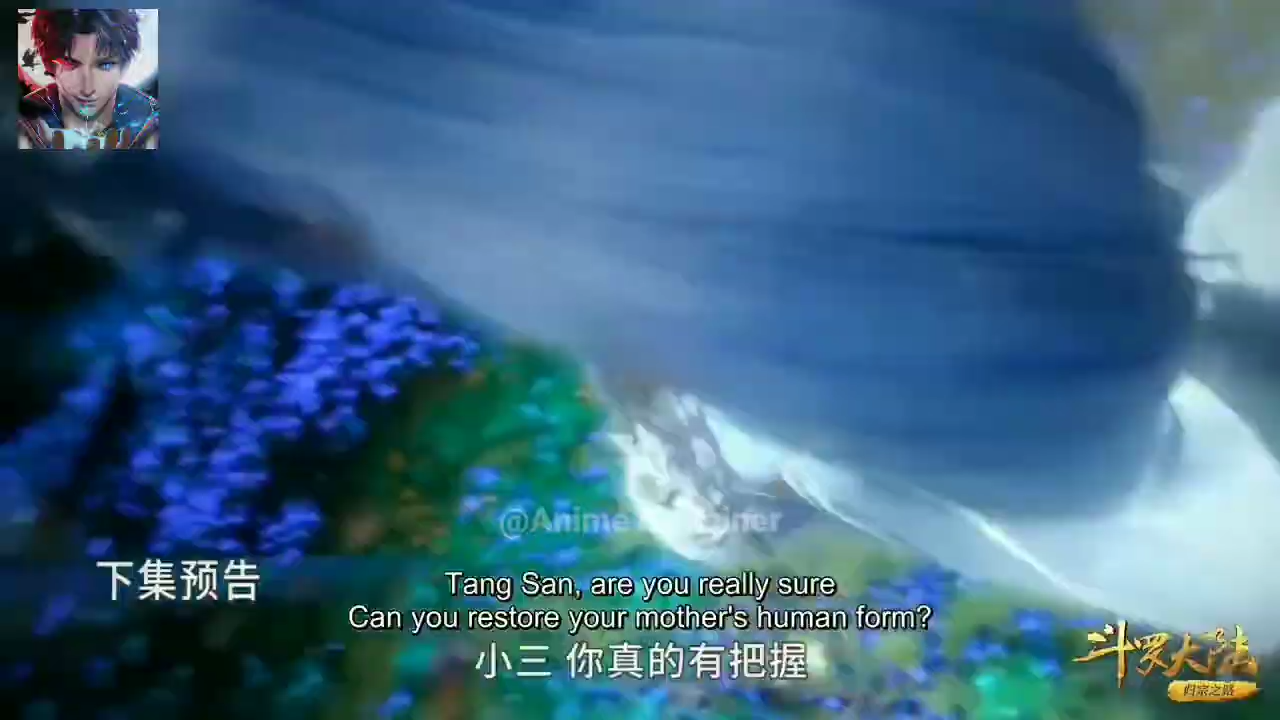 @Anime
下集预告
Tang San, are you really sure
Can you restore your mother's human form?
小三 你真的有把握
斗罗大陆